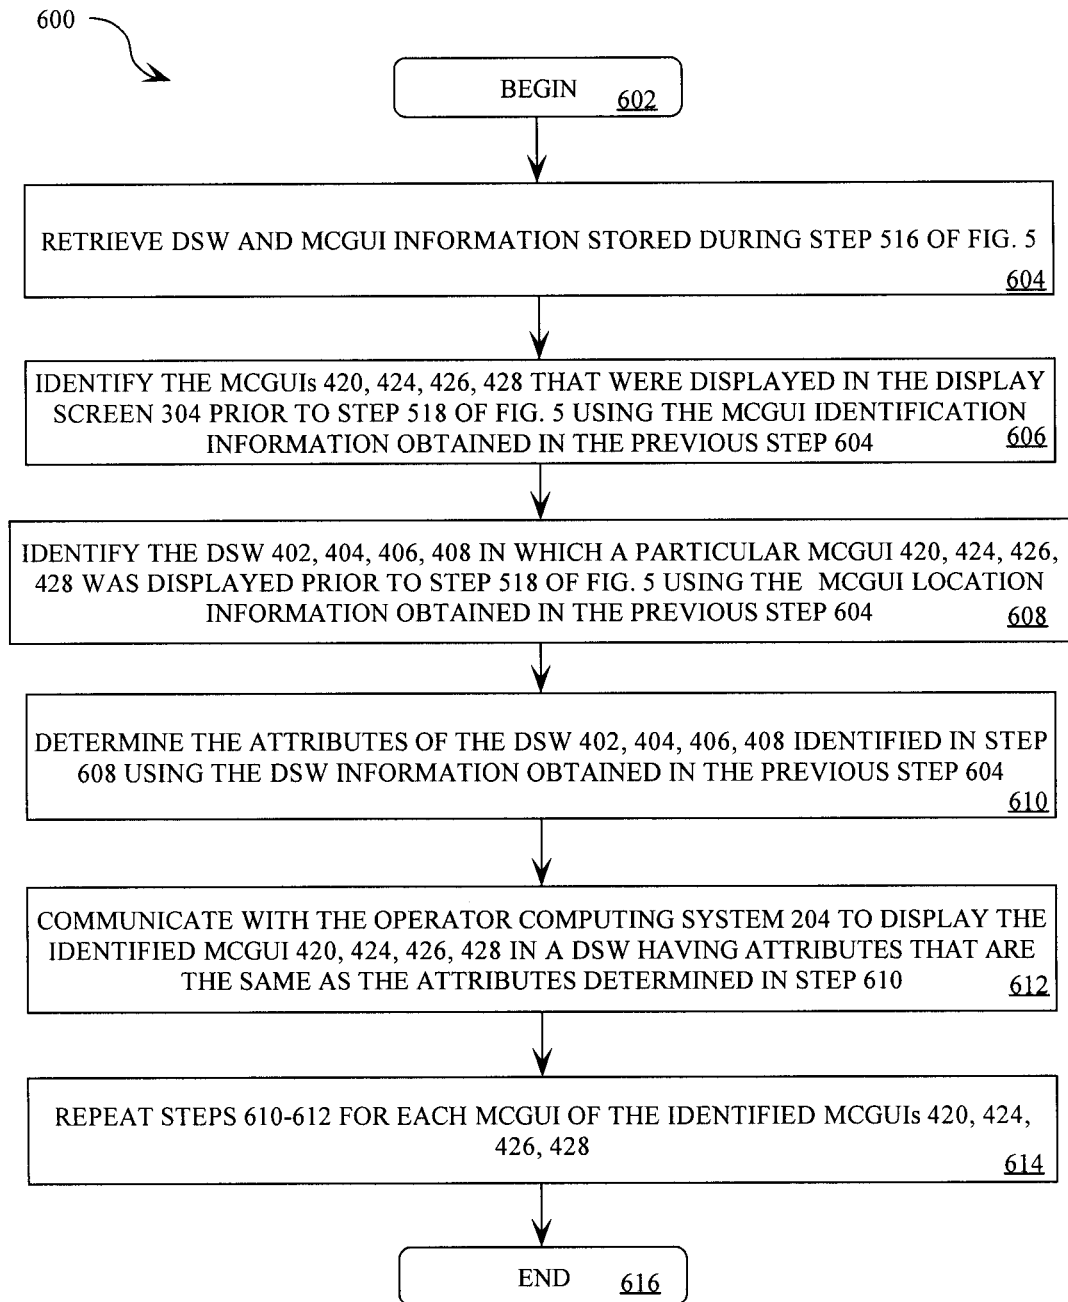 600
BEGIN 602
RETRIEVE DSW AND MCGUI INFORMATION STORED DURING STEP 516 OF FIG. 5
604
IDENTIFY THE MCGUIs 420, 424, 426, 428 THAT WERE DISPLAYED IN THE DISPLAY
SCREEN 304 PRIOR TO STEP 518 OF FIG. 5 USING THE MCGUI IDENTIFICATION
INFORMATION OBTAINED IN THE PREVIOUS STEP 604
606
IDENTIFY THE DSW 402, 404, 406, 408 IN WHICH A PARTICULAR MCGUI 420, 424, 426,
428 WAS DISPLAYED PRIOR TO STEP 518 OF FIG. 5 USING THE MCGUI LOCATION
INFORMATION OBTAINED IN THE PREVIOUS STEP 604
608
DETERMINE THE ATTRIBUTES OF THE DSW 402, 404, 406, 408 IDENTIFIED IN STEP
608 USING THE DSW INFORMATION OBTAINED IN THE PREVIOUS STEP 604
610
COMMUNICATE WITH THE OPERATOR COMPUTING SYSTEM 204 TO DISPLAY THE
IDENTIFIED MCGUI 420, 424, 426, 428 IN A DSW HAVING ATTRIBUTES THAT ARE
THE SAME AS THE ATTRIBUTES DETERMINED IN STEP 610
612
REPEAT STEPS 610-612 FOR EACH MCGUI OF THE IDENTIFIED MCGUIs 420, 424,
426, 428
614
END 616